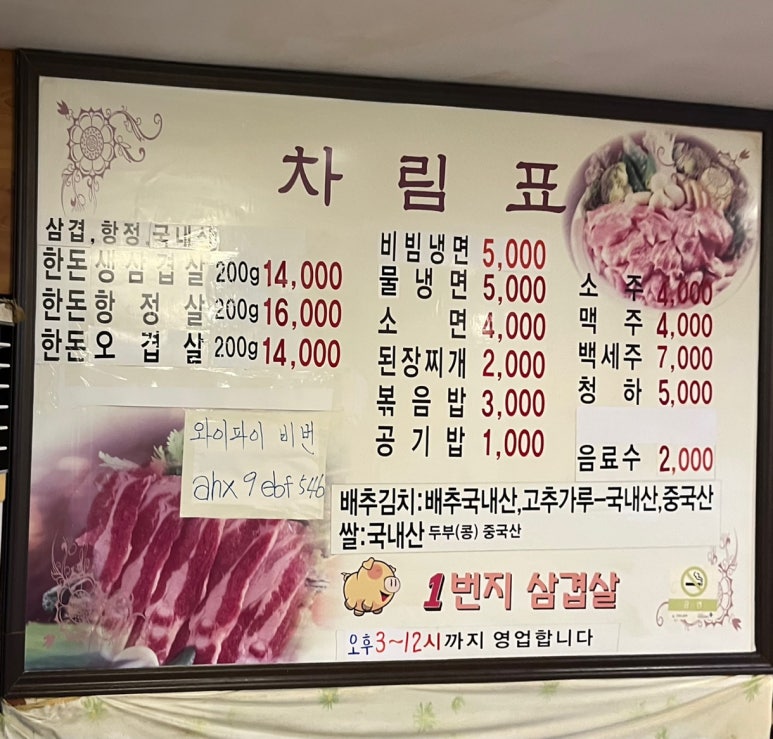 차림표
삼겹,항정,국내산
한돈생삼겹살 200g 14,000
한돈항정살 200g 16,000
한돈오겹살 200g 14,000
비빔냉면 5,000
물냉면 5,000
소면 4,000
된장찌개 2,000
볶음밥 3,000
공기밥 1,000
소주 4,000
맥주 4,000
백세주 7,000
청하 5,000
음료수 2,000
와이파이 비번
ahx9ebf546
배추김치:배추국내산,고추가루-국내산,중국산
쌀:국내산 두부(콩) 중국산
1번지 삼겹살
금연
오후3~12시까지 영업합니다